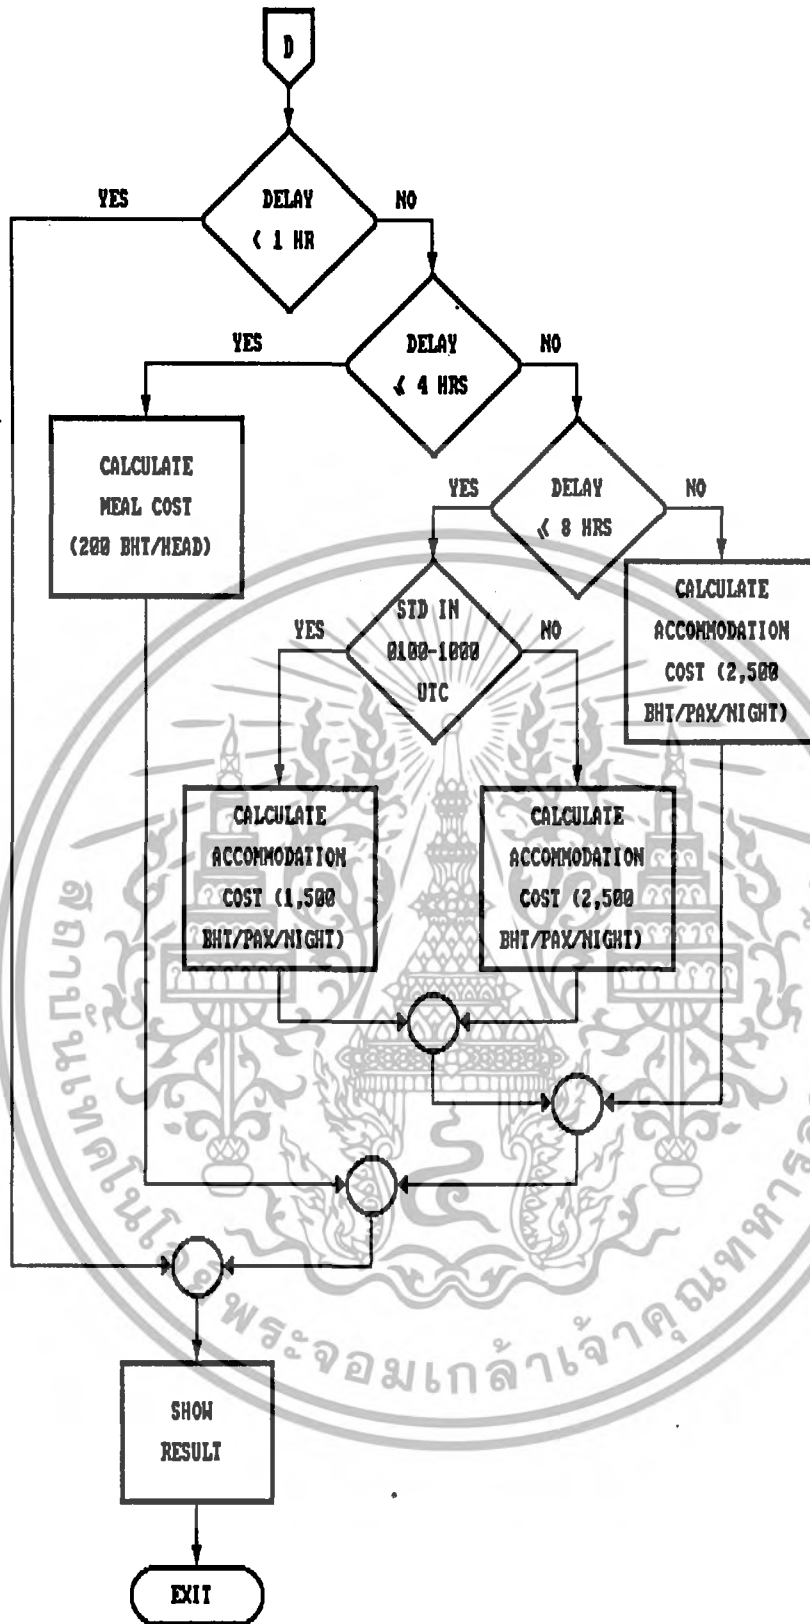 D
DELAY
< 1 HR
YES
NO
DELAY
≤ 4 HRS
YES
NO
CALCULATE
MEAL COST
(200 BHT/HEAD)
DELAY
≤ 8 HRS
YES
NO
CALCULATE
ACCOMMODATION
COST (2,500
BHT/PAX/NIGHT)
STD IN
0100-1000
UTC
YES
NO
CALCULATE
ACCOMMODATION
COST (1,500
BHT/PAX/NIGHT)
CALCULATE
ACCOMMODATION
COST (2,500
BHT/PAX/NIGHT)
SHOW
RESULT
EXIT
พระจอมเกล้าเจ้าคุณทหาร